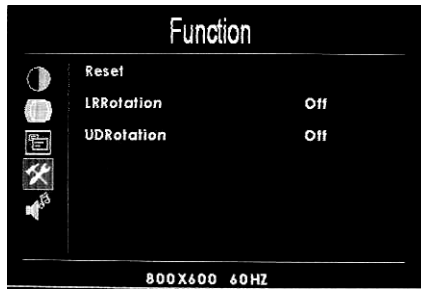 Function
Reset
LRRotation Off
UDRotation Off
800X600 60HZ